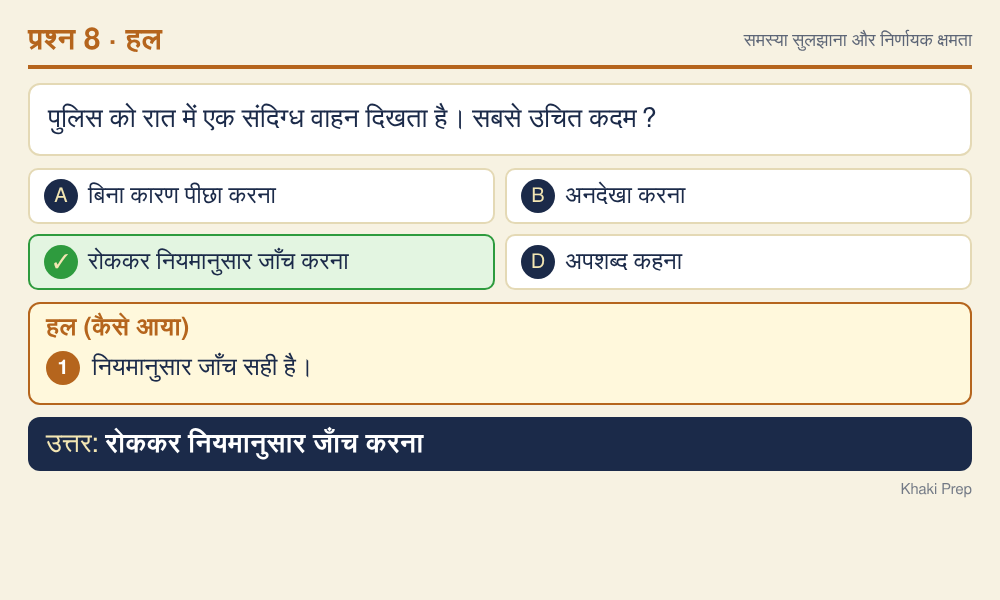 प्रश्न 8 · हल
समस्या सुलझाना और निर्णायक क्षमता
पुलिस को रात में एक संदिग्ध वाहन दिखता है। सबसे उचित कदम ?
A बिना कारण पीछा करना
B अनदेखा करना
✓ रोककर नियमानुसार जाँच करना
D अपशब्द कहना
हल (कैसे आया)
1 नियमानुसार जाँच सही है।
उत्तर: रोककर नियमानुसार जाँच करना
Khaki Prep